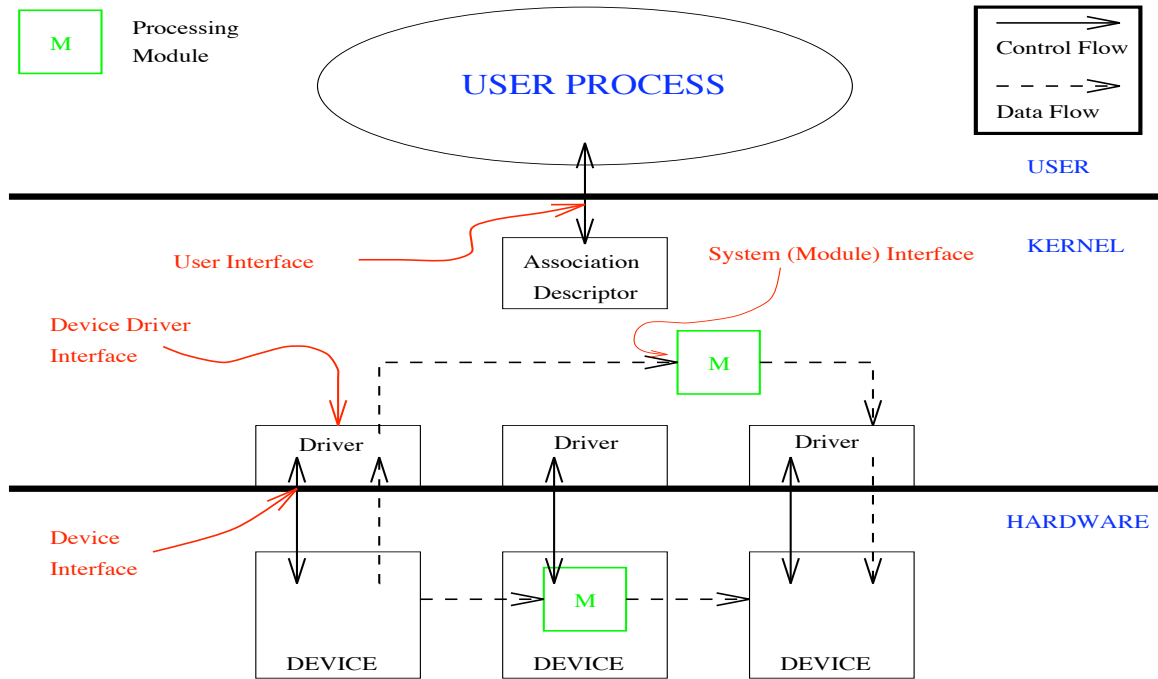 M
Processing
Module
USER PROCESS
Control Flow
Data Flow
USER
KERNEL
User Interface
Association
Descriptor
System (Module) Interface
Device Driver
Interface
M
Driver
Driver
Driver
HARDWARE
Device
Interface
M
DEVICE
DEVICE
DEVICE